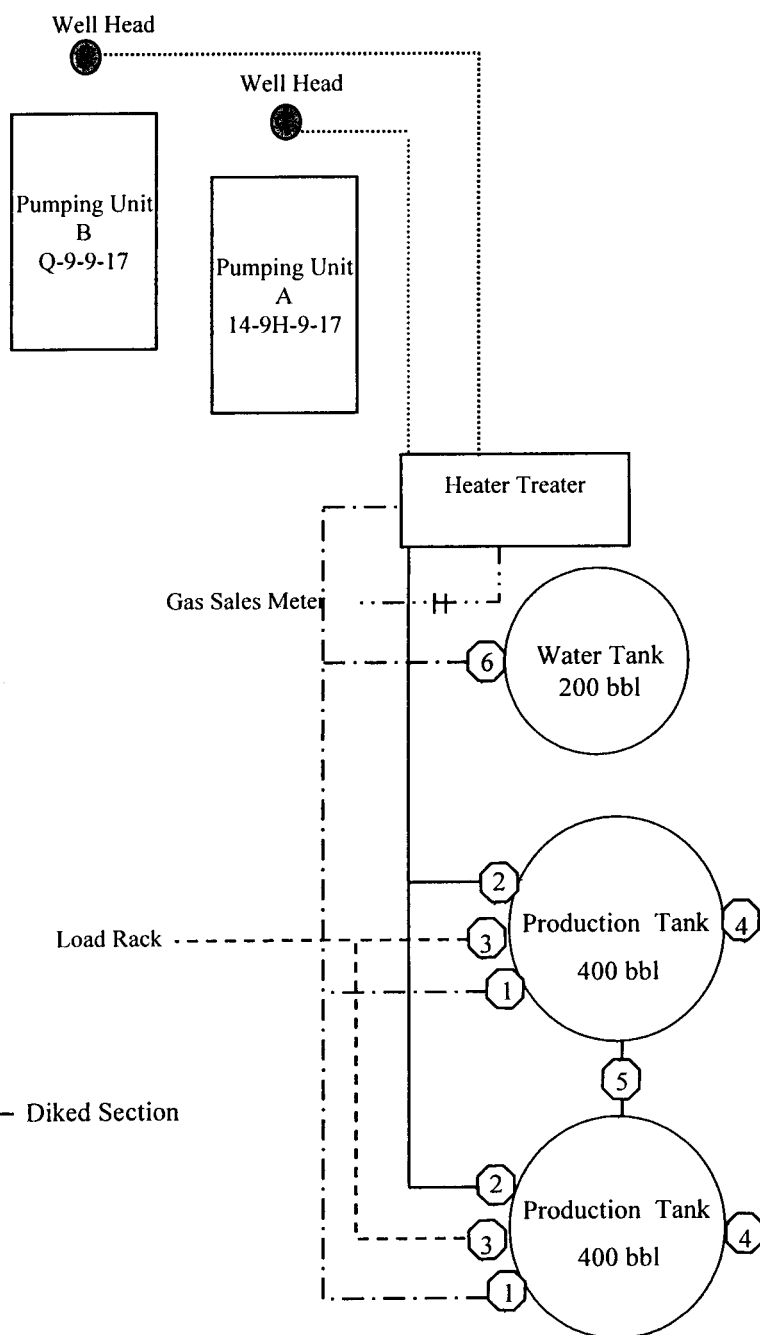 Well Head
Well Head
Pumping Unit
B
Q-9-9-17
Pumping Unit
A
14-9H-9-17
Heater Treater
Gas Sales Meter
6
Water Tank
200 bbl
2
Production Tank
400 bbl
4
Load Rack
3
1
5
Diked Section
2
Production Tank
400 bbl
4
3
1